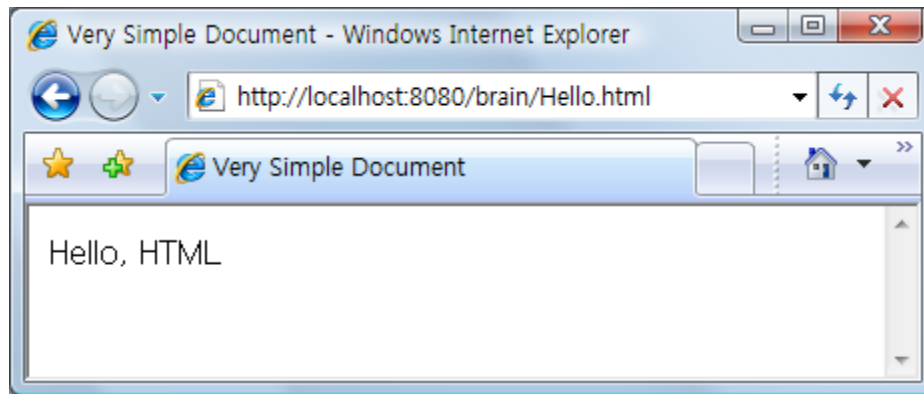 Very Simple Document - Windows Internet Explorer
http://localhost:8080/brain/Hello.html
Very Simple Document
Hello, HTML